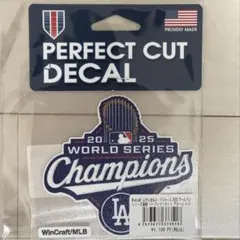 PROUDLY MADE
PERFECT CUT
DECAL
20 25
WORLD SERIES
Champions
LA
WinCraft/MLB